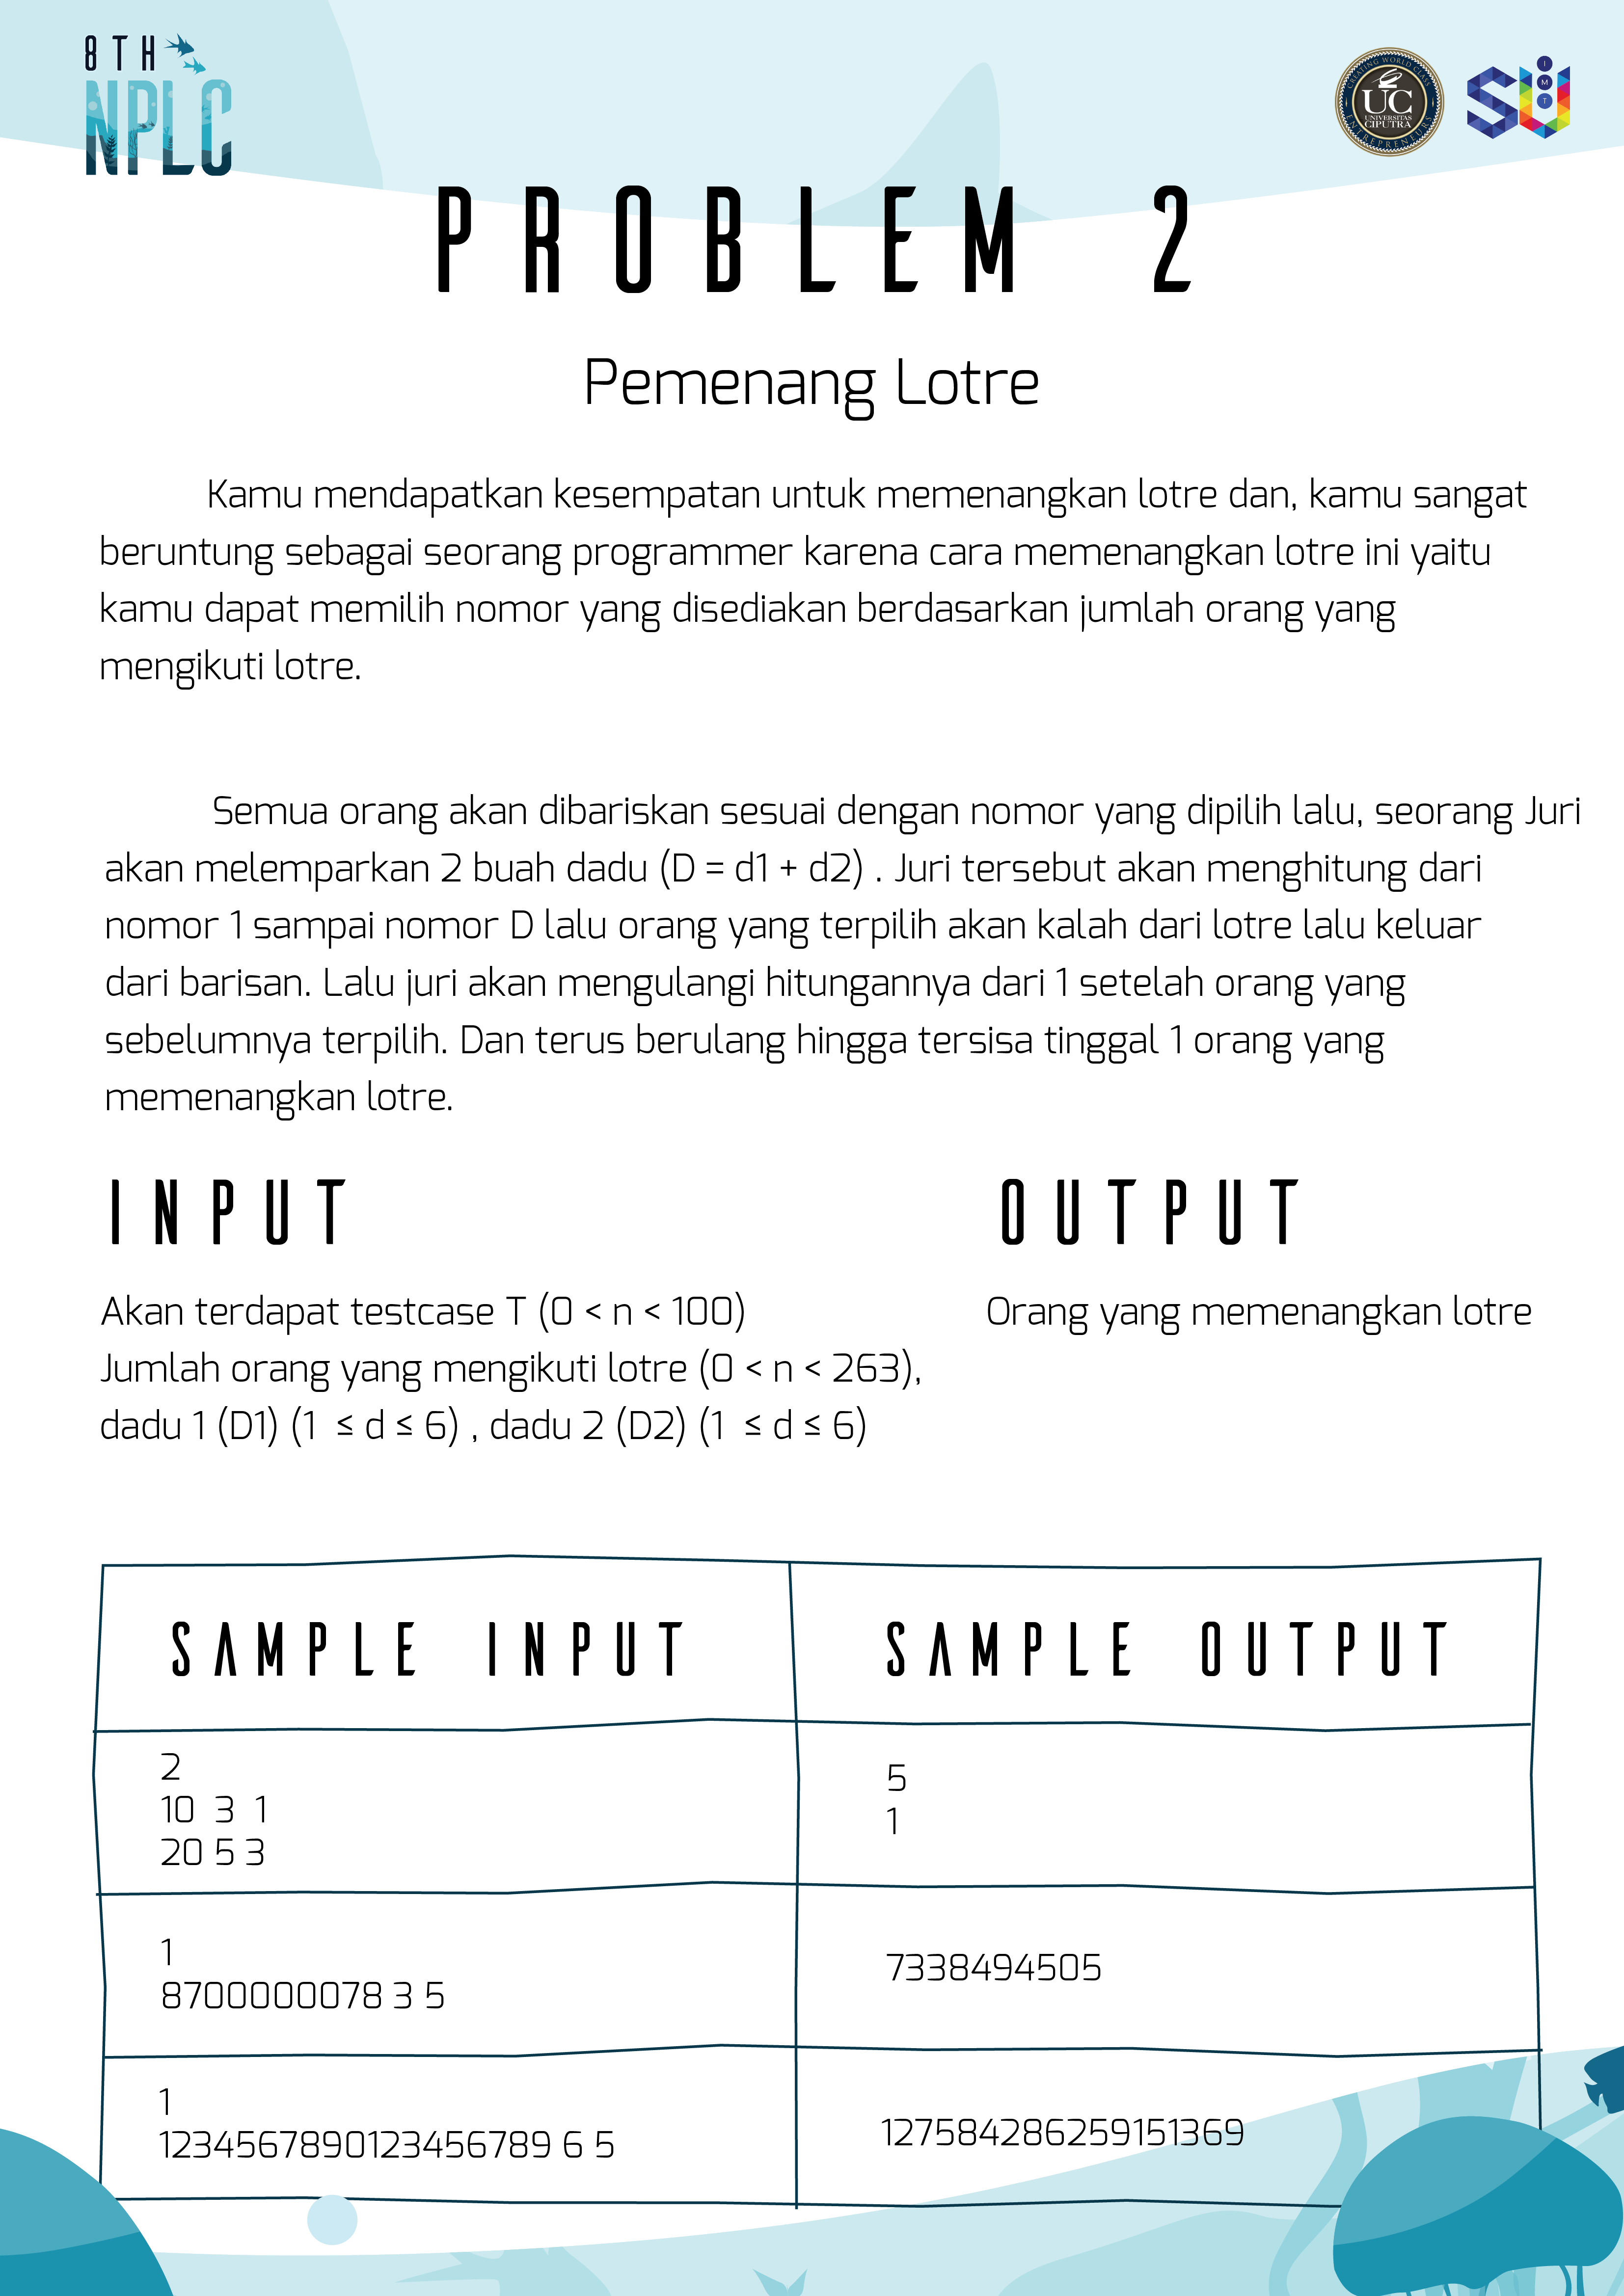 8TH
NPLC
CREATING WORLD CLASS
UC
UNIVERSITAS
CIPUTRA
ENTREPRENEURS
SU
I
M
T
PROBLEM 2
Pemenang Lotre
Kamu mendapatkan kesempatan untuk memenangkan lotre dan, kamu sangat
beruntung sebagai seorang programmer karena cara memenangkan lotre ini yaitu
kamu dapat memilih nomor yang disediakan berdasarkan jumlah orang yang
mengikuti lotre.
Semua orang akan dibariskan sesuai dengan nomor yang dipilih lalu, seorang Juri
akan melemparkan 2 buah dadu (D = d1 + d2) . Juri tersebut akan menghitung dari
nomor 1 sampai nomor D lalu orang yang terpilih akan kalah dari lotre lalu keluar
dari barisan. Lalu juri akan mengulangi hitungannya dari 1 setelah orang yang
sebelumnya terpilih. Dan terus berulang hingga tersisa tinggal 1 orang yang
memenangkan lotre.
INPUT
Akan terdapat testcase T (0 < n < 100)
Jumlah orang yang mengikuti lotre (0 < n < 263),
dadu 1 (D1) (1 ≤ d ≤ 6) , dadu 2 (D2) (1 ≤ d ≤ 6)
OUTPUT
Orang yang memenangkan lotre
SAMPLE INPUT
SAMPLE OUTPUT
2
10 3 1
20 5 3
5
1
1
8700000078 3 5
7338494505
1
1234567890123456789 6 5
127584286259151369